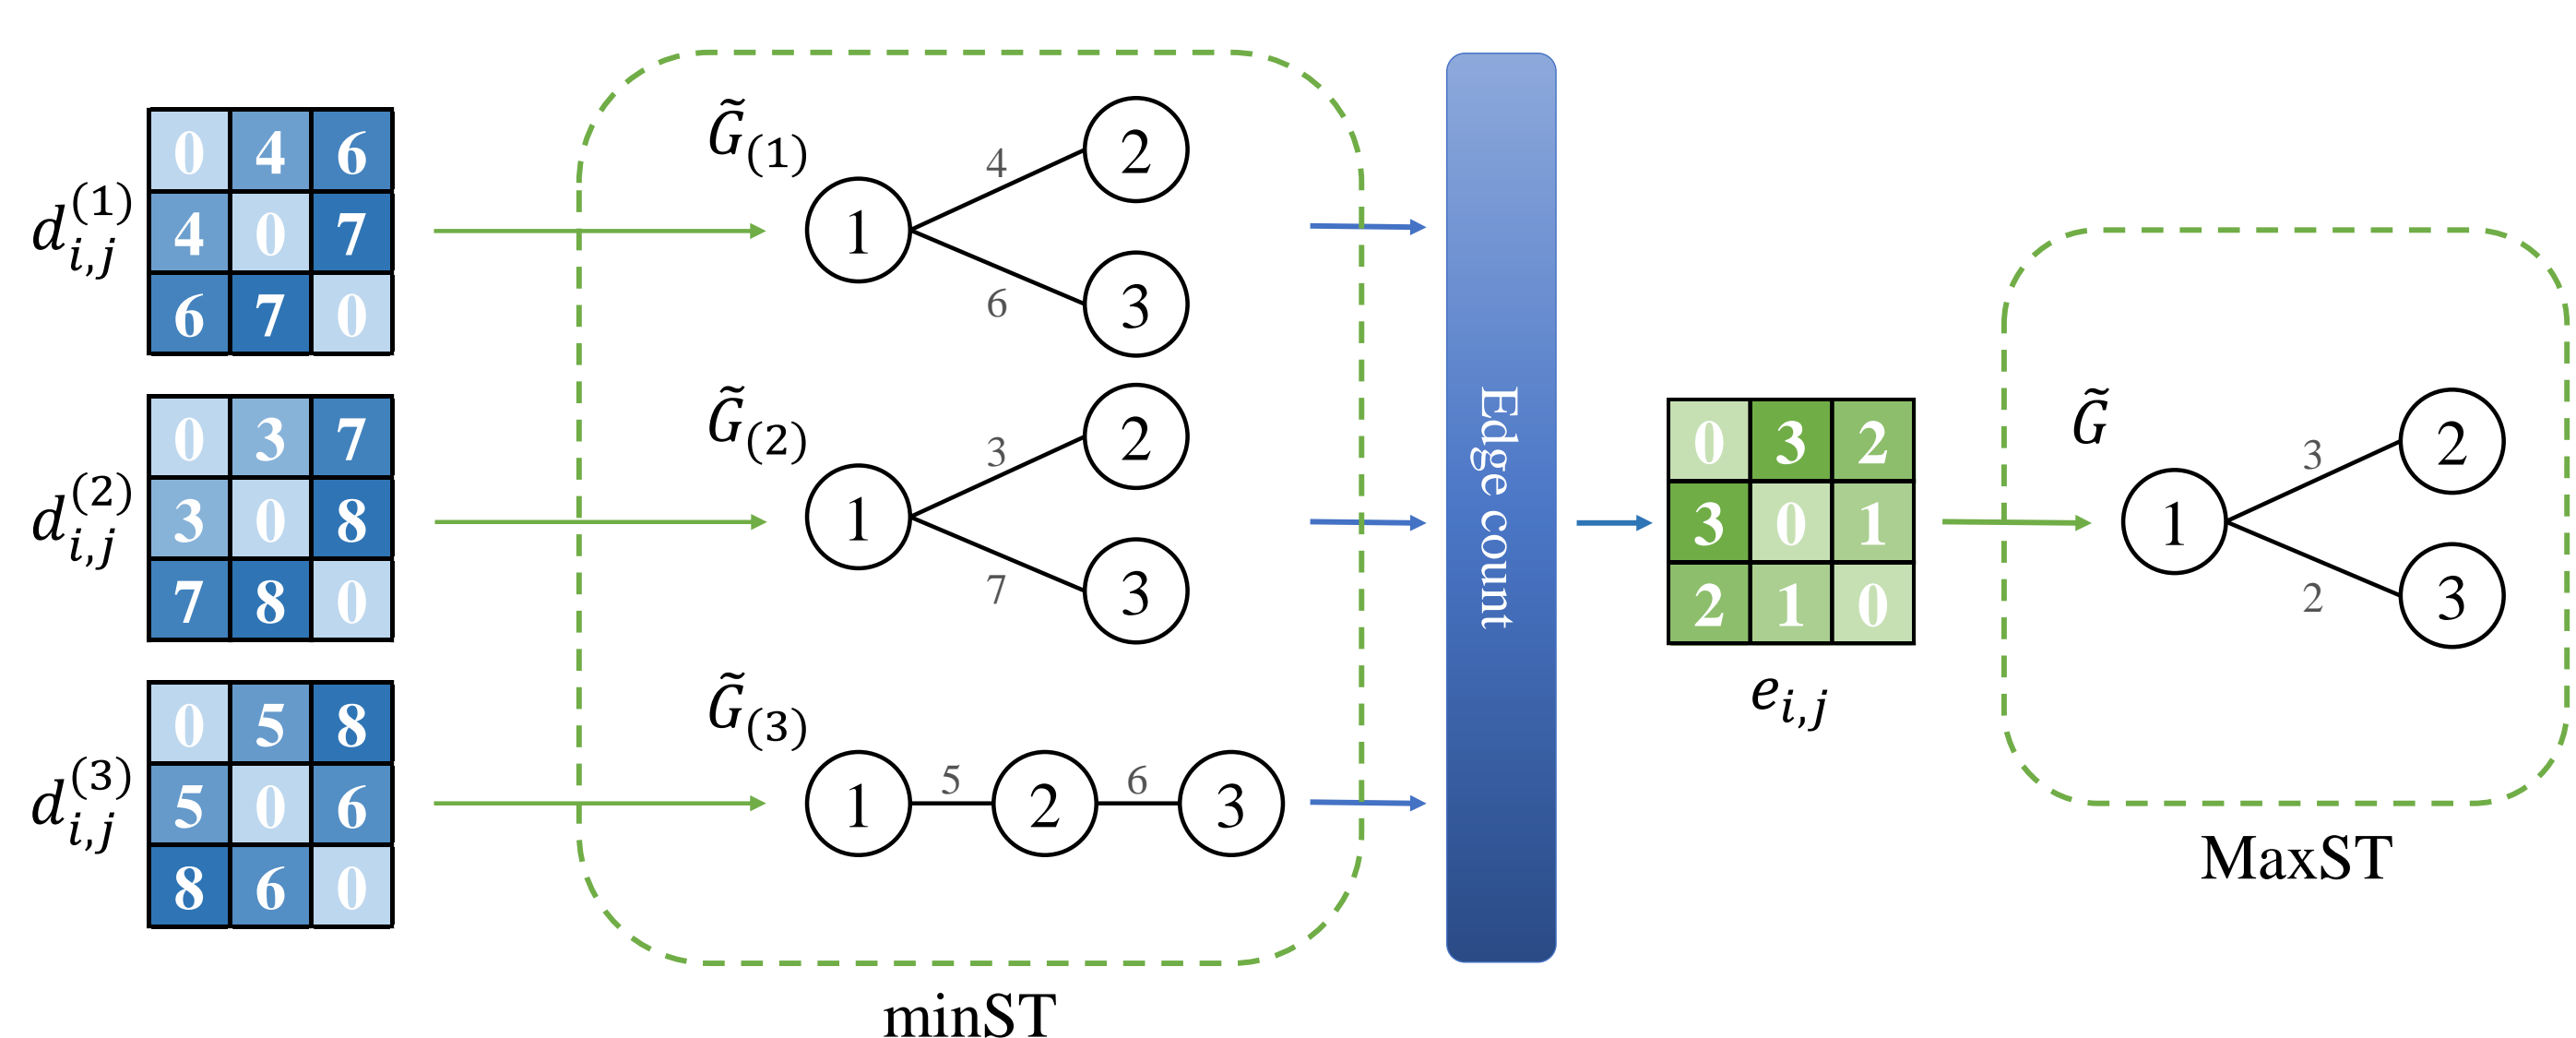 d_{i,j}^{(1)}
0 4 6
4 0 7
6 7 0
d_{i,j}^{(2)}
0 3 7
3 0 8
7 8 0
d_{i,j}^{(3)}
0 5 8
5 0 6
8 6 0
G̃_{(1)}
1
4
2
6
3
G̃_{(2)}
1
3
2
7
3
G̃_{(3)}
1 5 2 6 3
minST
Edge count
0 3 2
3 0 1
2 1 0
e_{i,j}
G̃
1
3
2
2
3
MaxST